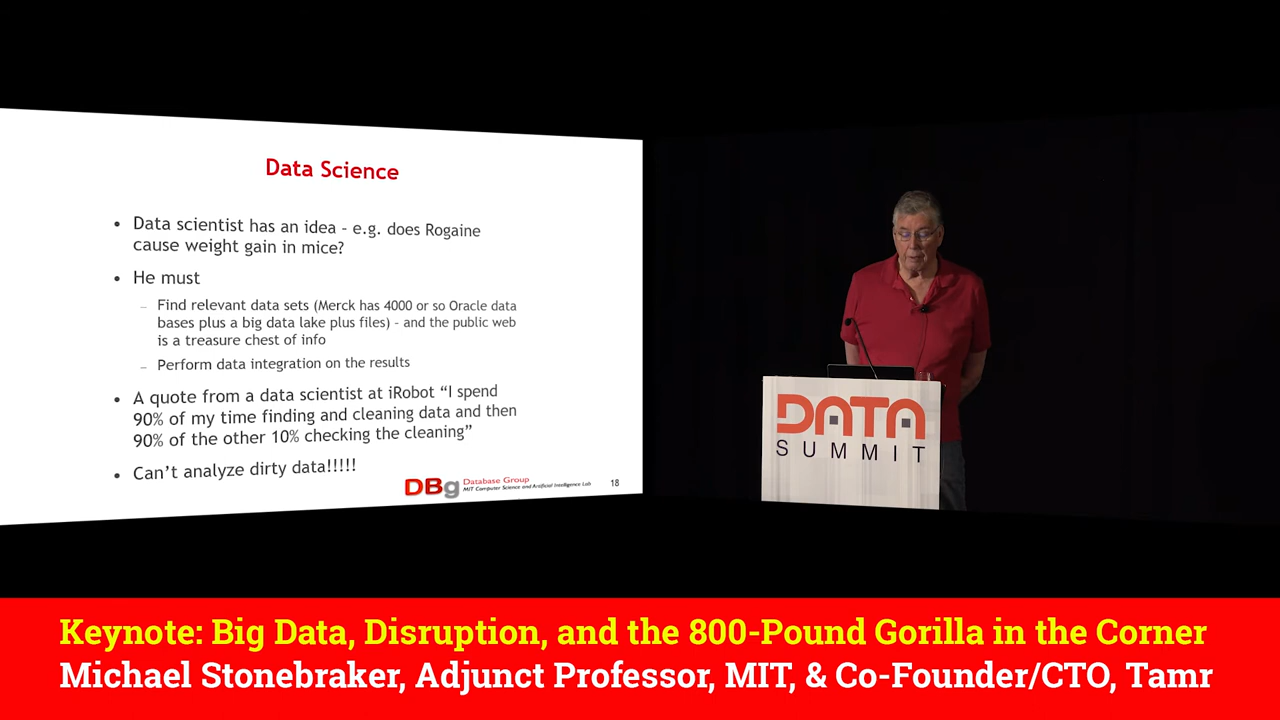 Data Science
• Data scientist has an idea - e.g. does Rogaine
cause weight gain in mice?
• He must
– Find relevant data sets (Merck has 4000 or so Oracle data
bases plus a big data lake plus files) - and the public web
is a treasure chest of info
– Perform data integration on the results
• A quote from a data scientist at iRobot “I spend
90% of my time finding and cleaning data and then
90% of the other 10% checking the cleaning”
• Can’t analyze dirty data!!!!!
DBg Database Group
MIT Computer Science and Artificial Intelligence Lab
18
DATA
SUMMIT
Keynote: Big Data, Disruption, and the 800-Pound Gorilla in the Corner
Michael Stonebraker, Adjunct Professor, MIT, & Co-Founder/CTO, Tamr